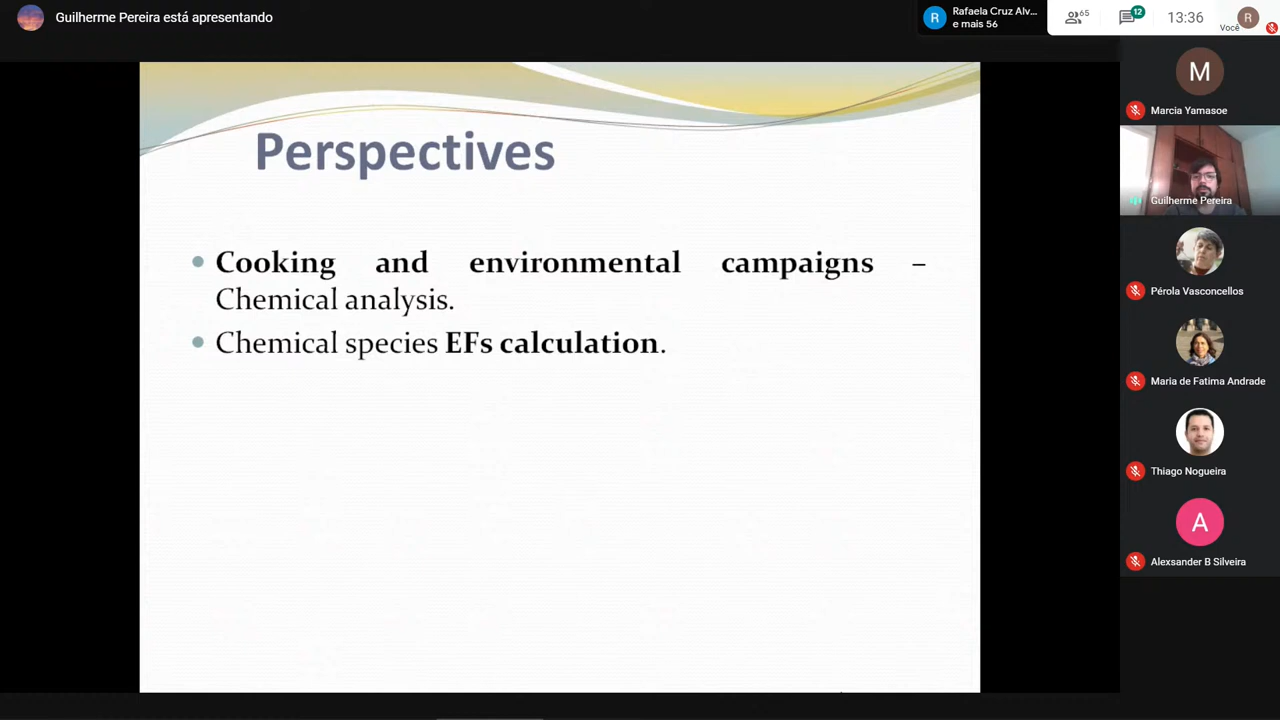 Guilherme Pereira está apresentando
R
Rafaela Cruz Alv...
e mais 56
65
12
13:36
Você
R
Perspectives
Cooking and environmental campaigns –
Chemical analysis.
Chemical species EFs calculation.
M
Marcia Yamasoe
Guilherme Pereira
Pérola Vasconcellos
Maria de Fatima Andrade
Thiago Nogueira
A
Alexsander B Silveira